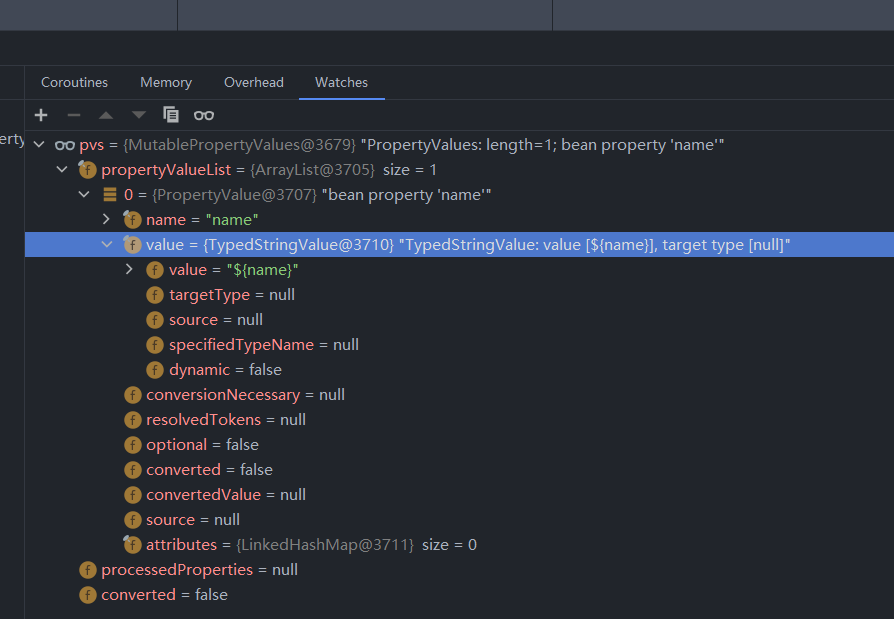 Coroutines Memory Overhead Watches
erty
pvs = {MutablePropertyValues@3679} "PropertyValues: length=1; bean property 'name'"
propertyValueList = {ArrayList@3705} size = 1
0 = {PropertyValue@3707} "bean property 'name'"
name = "name"
value = {TypedStringValue@3710} "TypedStringValue: value [${name}], target type [null]"
value = "${name}"
targetType = null
source = null
specifiedTypeName = null
dynamic = false
conversionNecessary = null
resolvedTokens = null
optional = false
converted = false
convertedValue = null
source = null
attributes = {LinkedHashMap@3711} size = 0
processedProperties = null
converted = false